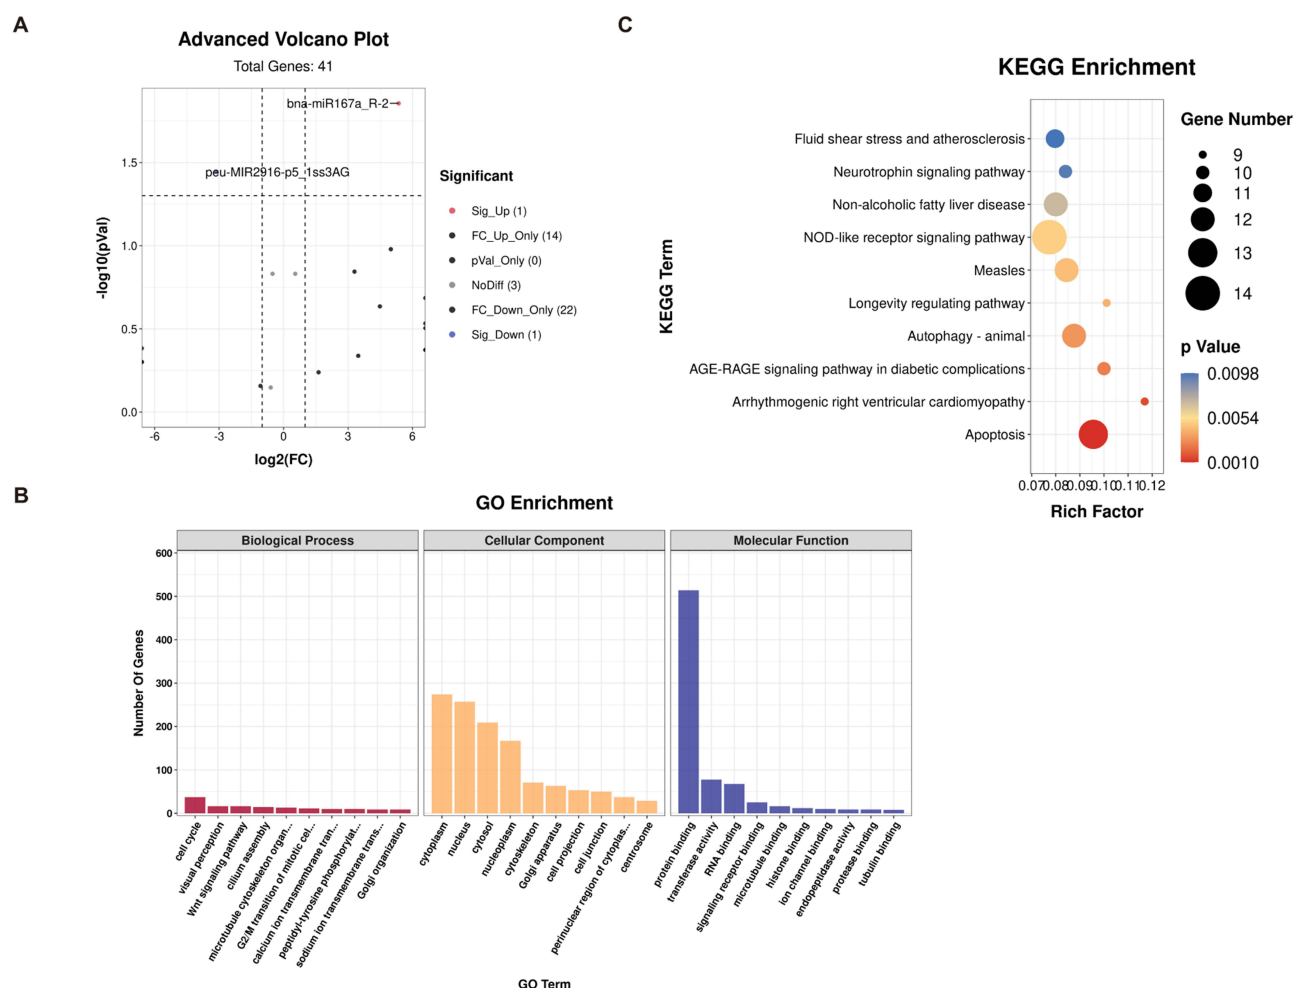 A
Advanced Volcano Plot
Total Genes: 41
bna-miR167a_R-2
peu-MIR2916-p5_1ss3AG
1.5
1.0
0.5
0.0
-log10(pVal)
-6 -3 0 3 6
log2(FC)
Significant
Sig_Up (1)
FC_Up_Only (14)
pVal_Only (0)
NoDiff (3)
FC_Down_Only (22)
Sig_Down (1)
C
KEGG Enrichment
KEGG Term
Fluid shear stress and atherosclerosis
Neurotrophin signaling pathway
Non-alcoholic fatty liver disease
NOD-like receptor signaling pathway
Measles
Longevity regulating pathway
Autophagy - animal
AGE-RAGE signaling pathway in diabetic complications
Arrhythmogenic right ventricular cardiomyopathy
Apoptosis
0.07 0.08 0.09 0.10 0.11 0.12
Rich Factor
Gene Number
9
10
11
12
13
14
p Value
0.0098
0.0054
0.0010
B
GO Enrichment
Biological Process
Cellular Component
Molecular Function
Number Of Genes
600
500
400
300
200
100
0
cell cycle
visual perception
Wnt signaling pathway
cilium assembly
microtubule cytoskeleton organ...
G2/M transition of mitotic cel...
calcium ion transmembrane tran...
peptidyl-tyrosine phosphorylat...
sodium ion transmembrane trans...
Golgi organization
cytoplasm
nucleus
cytosol
nucleoplasm
cytoskeleton
Golgi apparatus
cell projection
cell junction
perinuclear region of cytoplas...
centrosome
protein binding
transferase activity
RNA binding
signaling receptor binding
microtubule binding
histone binding
ion channel binding
endopeptidase activity
protease binding
tubulin binding
GO Term